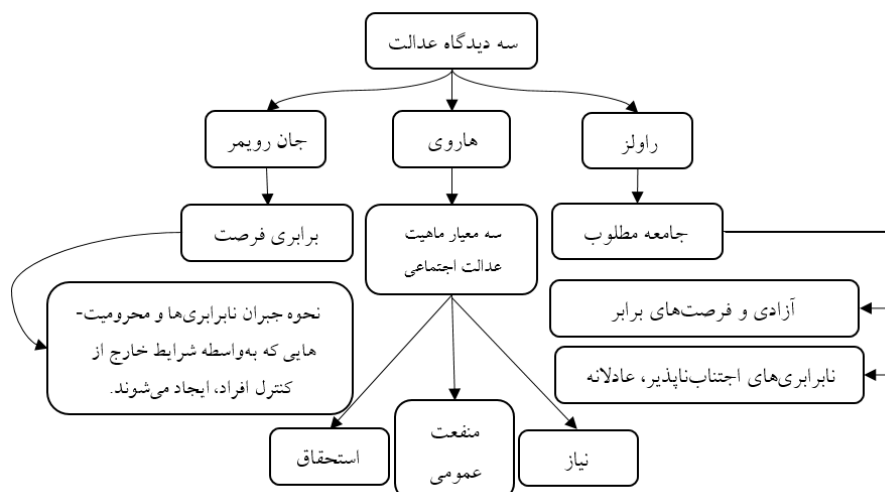 سه دیدگاه عدالت
راولز
هاروی
جان رویمر
جامعه مطلوب
سه معیار ماهیت
عدالت اجتماعی
برابری فرصت
آزادی و فرصت‌های برابر
نابرابری‌های اجتناب‌ناپذیر، عادلانه
نحوه جبران نابرابری‌ها و محرومیت-
هایی که به‌واسطه شرایط خارج از
کنترل افراد، ایجاد می‌شوند.
نیاز
منفعت
عمومی
استحقاق